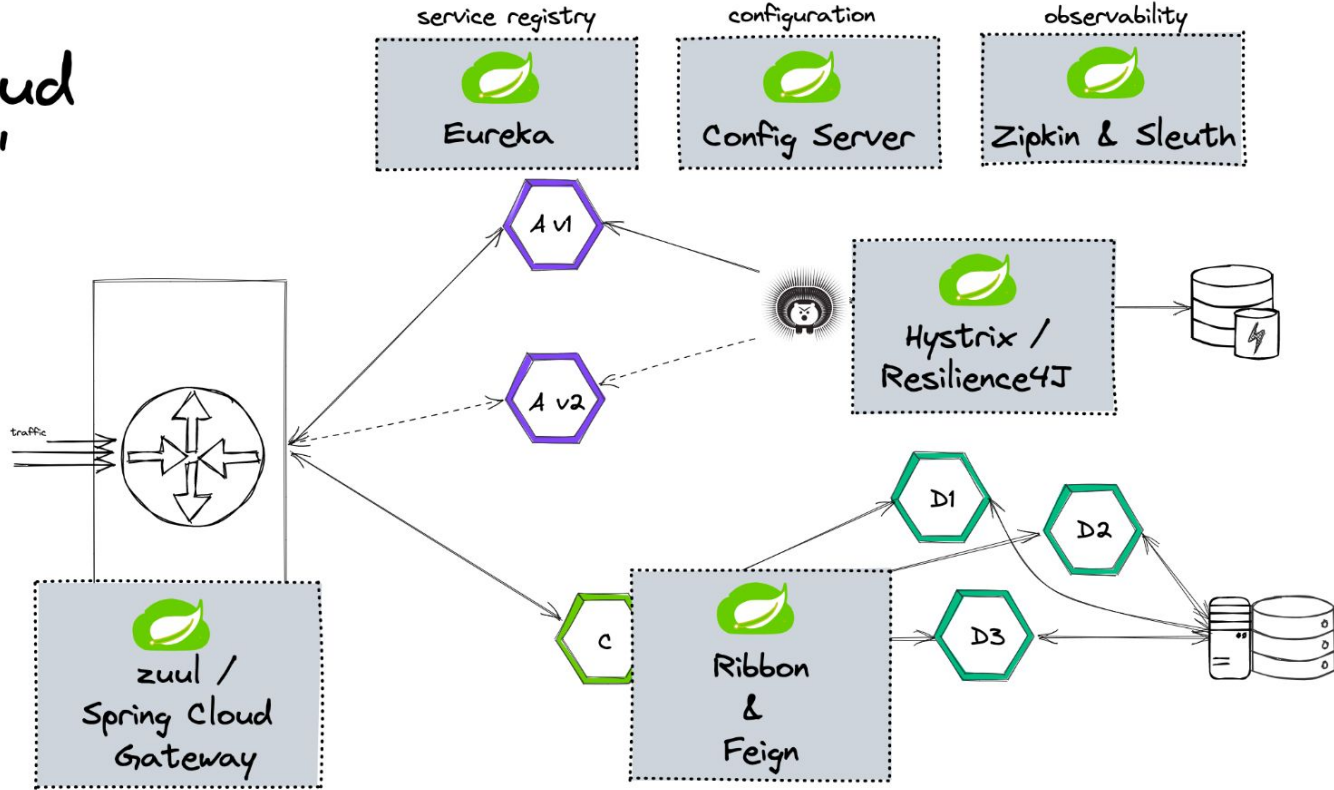 service registry
configuration
observability
Eureka
Config Server
Zipkin & Sleuth
A v1
Hystrix /
Resilience4J
A v2
traffic
D1
D2
C
D3
zuul /
Spring Cloud
Gateway
Ribbon
&
Feign